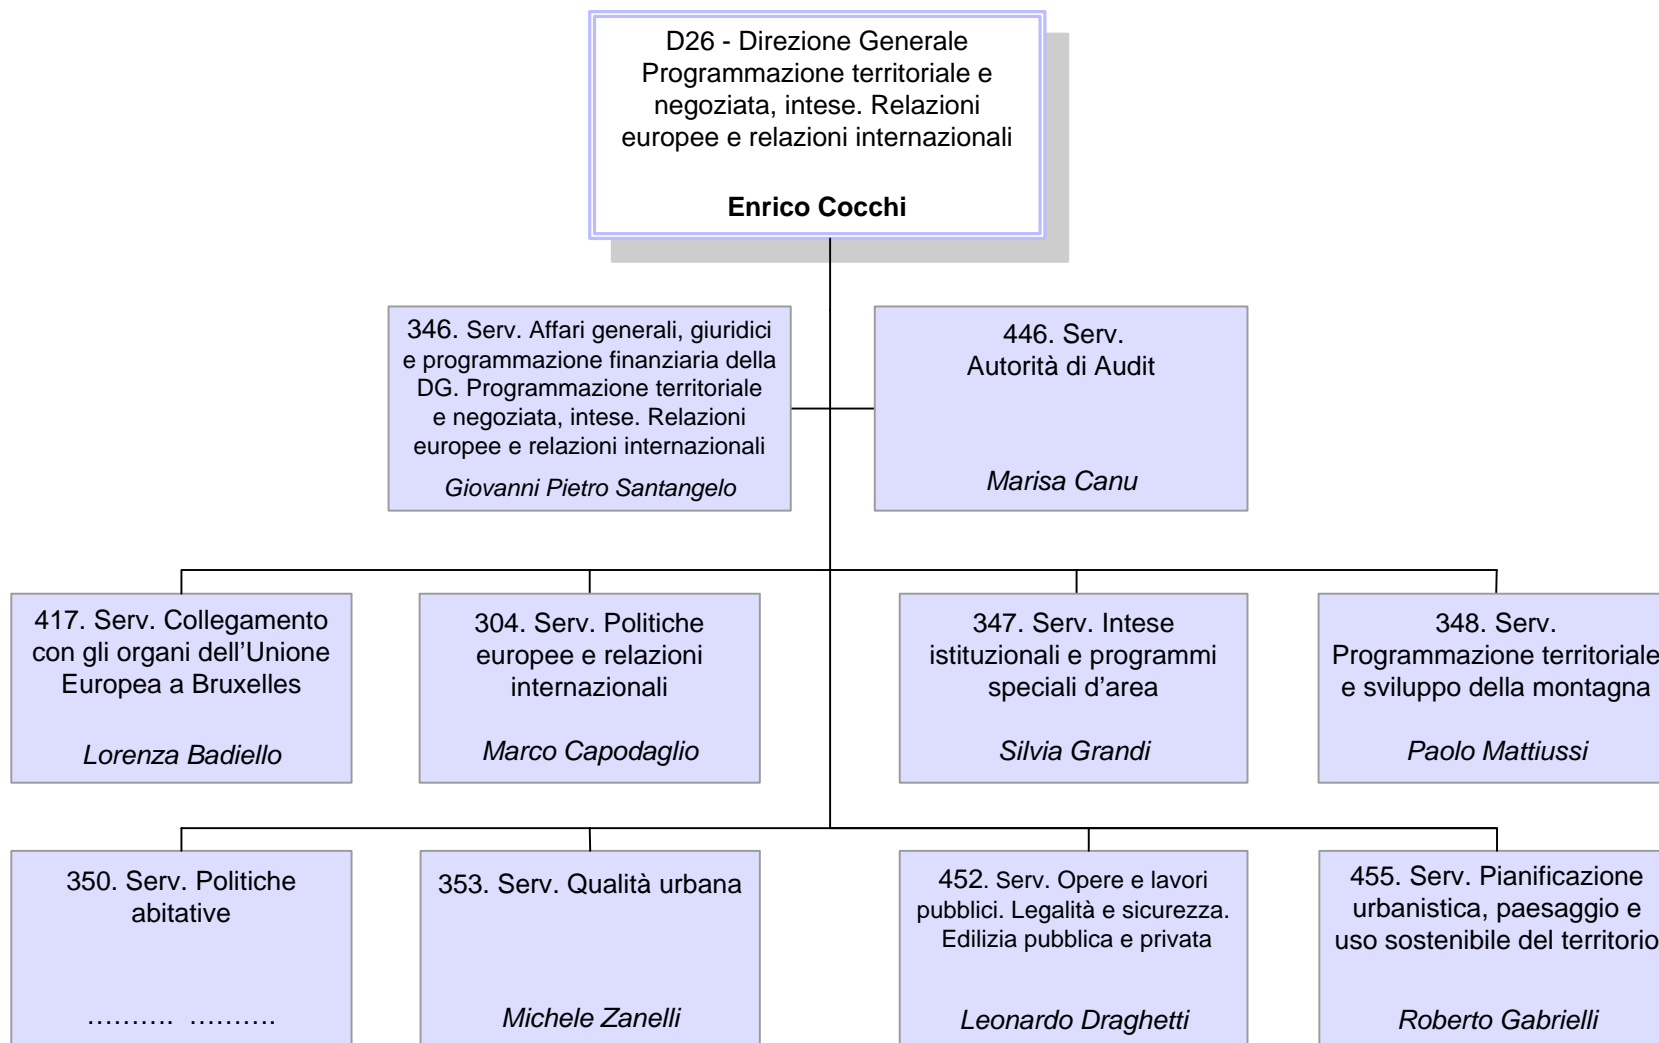 D26 - Direzione Generale
Programmazione territoriale e
negoziata, intese. Relazioni
europee e relazioni internazionali
Enrico Cocchi
346. Serv. Affari generali, giuridici
e programmazione finanziaria della
DG. Programmazione territoriale
e negoziata, intese. Relazioni
europee e relazioni internazionali
Giovanni Pietro Santangelo
446. Serv.
Autorità di Audit
Marisa Canu
417. Serv. Collegamento
con gli organi dell’Unione
Europea a Bruxelles
Lorenza Badiello
304. Serv. Politiche
europee e relazioni
internazionali
Marco Capodaglio
347. Serv. Intese
istituzionali e programmi
speciali d’area
Silvia Grandi
348. Serv.
Programmazione territoriale
e sviluppo della montagna
Paolo Mattiussi
350. Serv. Politiche
abitative
………. ……….
353. Serv. Qualità urbana
Michele Zanelli
452. Serv. Opere e lavori
pubblici. Legalità e sicurezza.
Edilizia pubblica e privata
Leonardo Draghetti
455. Serv. Pianificazione
urbanistica, paesaggio e
uso sostenibile del territorio
Roberto Gabrielli